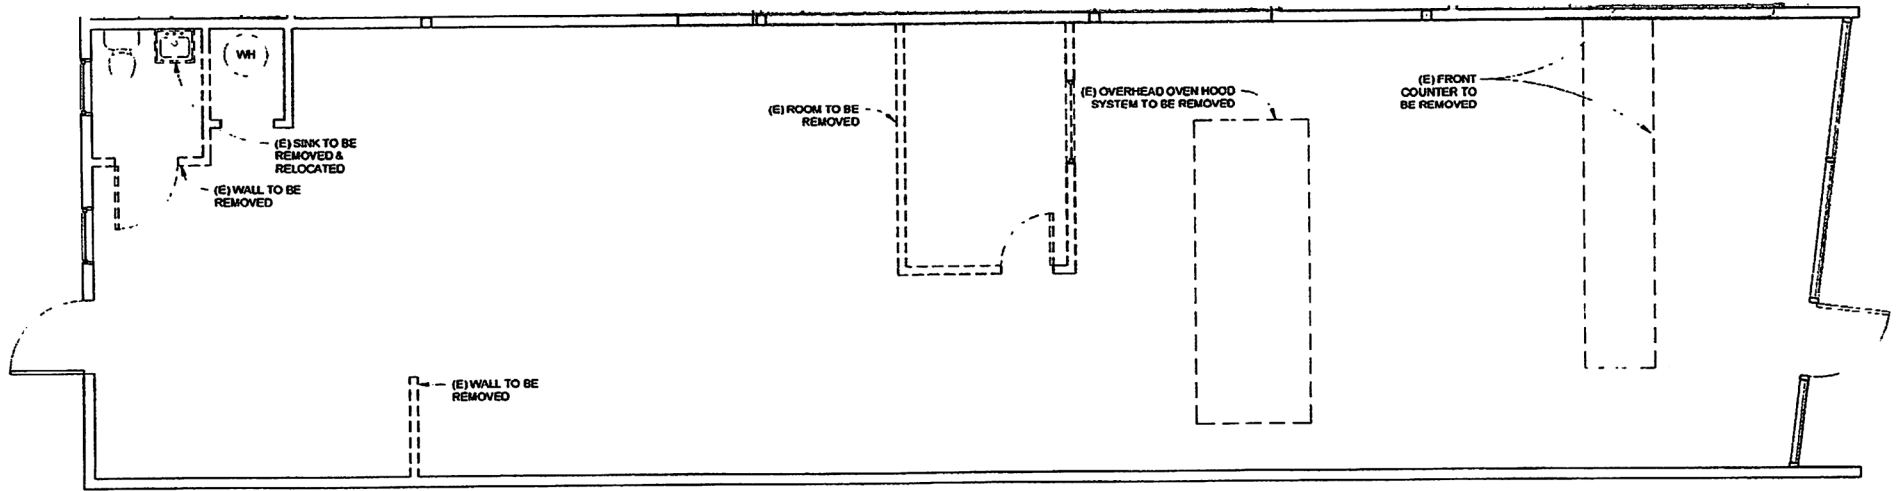 WH
(E) SINK TO BE
REMOVED &
RELOCATED
(E) WALL TO BE
REMOVED
(E) WALL TO BE
REMOVED
(E) ROOM TO BE
REMOVED
(E) OVERHEAD OVEN HOOD
SYSTEM TO BE REMOVED
(E) FRONT
COUNTER TO
BE REMOVED